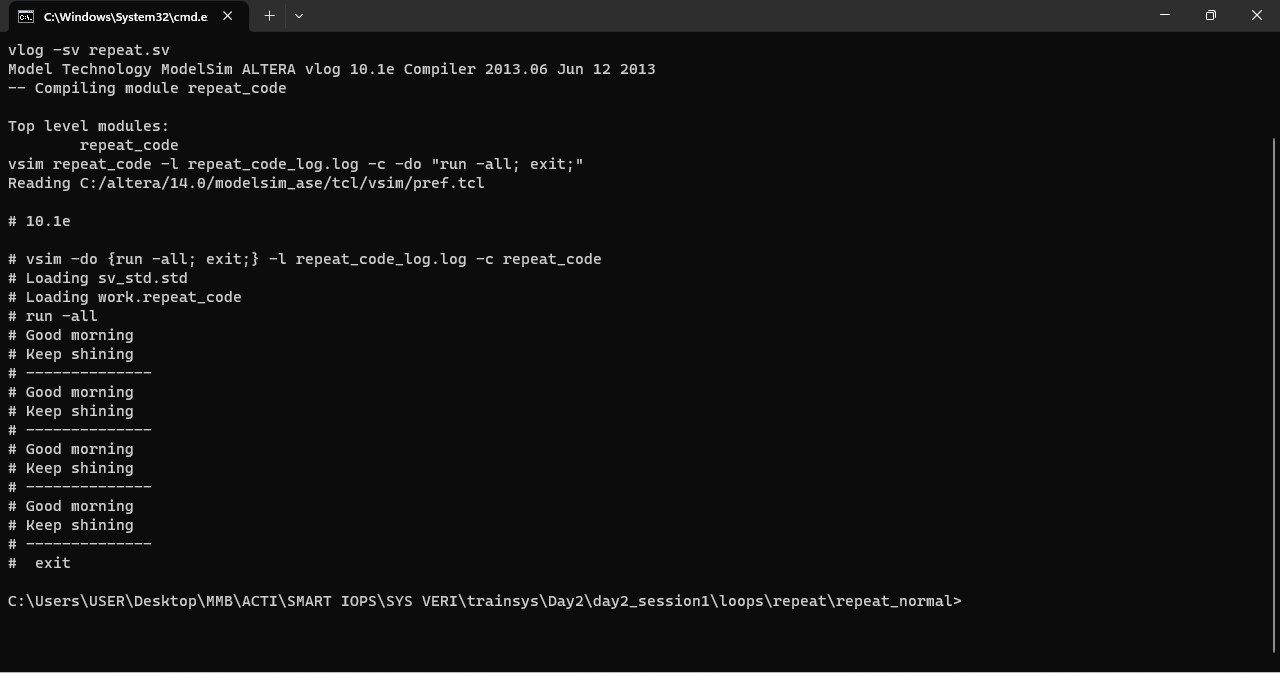 C:\Windows\System32\cmd.e
vlog -sv repeat.sv
Model Technology ModelSim ALTERA vlog 10.1e Compiler 2013.06 Jun 12 2013
-- Compiling module repeat_code
Top level modules:
repeat_code
vsim repeat_code -l repeat_code_log.log -c -do "run -all; exit;"
Reading C:/altera/14.0/modelsim_ase/tcl/vsim/pref.tcl
# 10.1e
# vsim -do {run -all; exit;} -l repeat_code_log.log -c repeat_code
# Loading sv_std.std
# Loading work.repeat_code
# run -all
# Good morning
# Keep shining
# --------------
# Good morning
# Keep shining
# --------------
# Good morning
# Keep shining
# --------------
# Good morning
# Keep shining
# --------------
#  exit
C:\Users\USER\Desktop\MMB\ACTI\SMART IOPS\SYS VERI\trainsys\Day2\day2_session1\loops\repeat\repeat_normal>